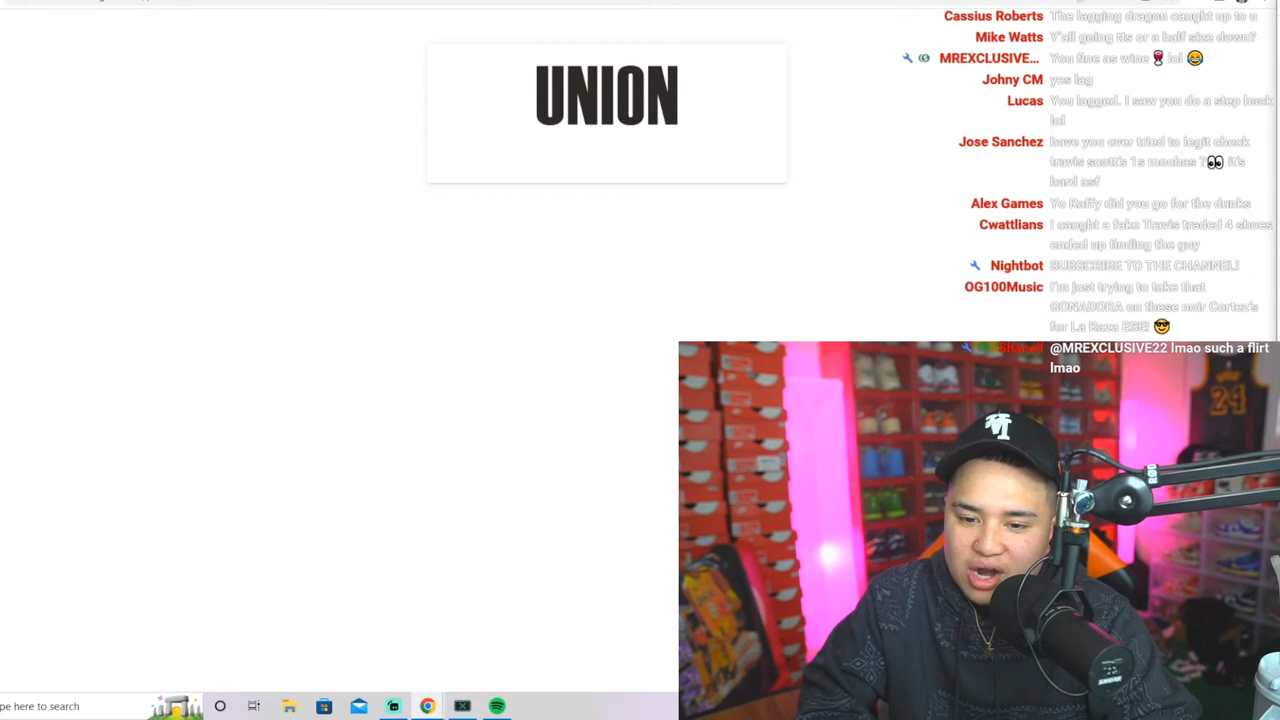 UNION
Cassius Roberts The lagging dragon caught up to u
Mike Watts Y'all going tts or a half size down?
MREXCLUSIVE... You fine as wine 🍷 lol 😂
Johny CM yes lag
Lucas You lagged. I saw you do a step back
lol
Jose Sanchez have you ever tried to legit check
travis scott's 1s mochas ?👀 it's
hard asf
Alex Games Yo Raffy did you go for the dunks
Cwattlians I caught a fake Travis traded 4 shoes
ended up finding the guy
Nightbot SUBSCRIBE TO THE CHANNEL!
OG100Music I'm just trying to take that
GONADORA on these noir Cortez's
for La Raza ESE! 😎
Shanell @MREXCLUSIVE22 lmao such a flirt
lmao
24
RØD
SHURE
pe here to search